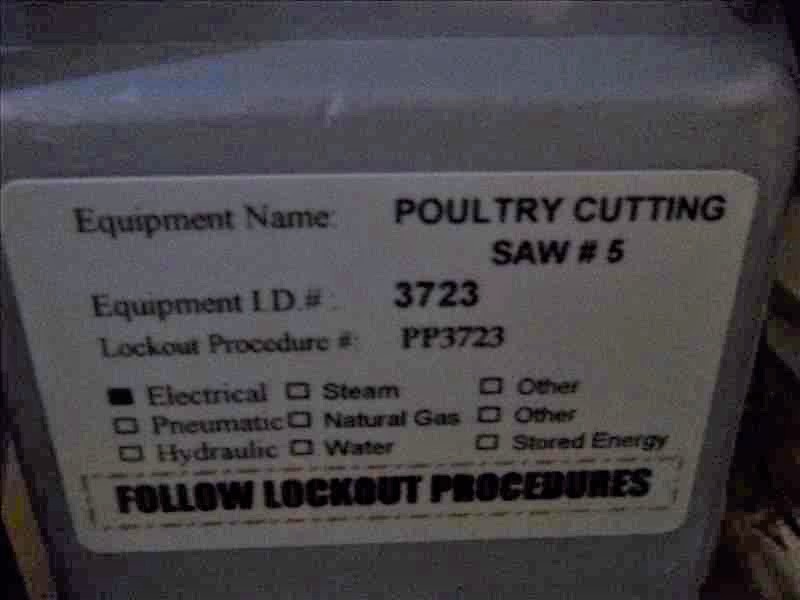 Equipment Name: POULTRY CUTTING
SAW # 5
Equipment I.D.# : 3723
Lockout Procedure #: PP3723
■ Electrical □ Steam □ Other
□ Pneumatic □ Natural Gas □ Other
□ Hydraulic □ Water □ Stored Energy
FOLLOW LOCKOUT PROCEDURES